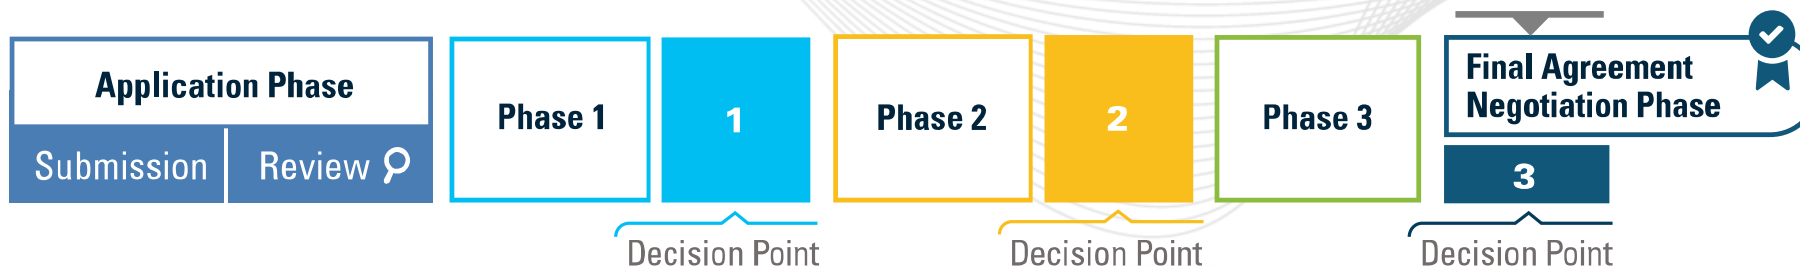 Application Phase
Submission
Review
Phase 1
1
Decision Point
Phase 2
2
Decision Point
Phase 3
Final Agreement
Negotiation Phase
3
Decision Point